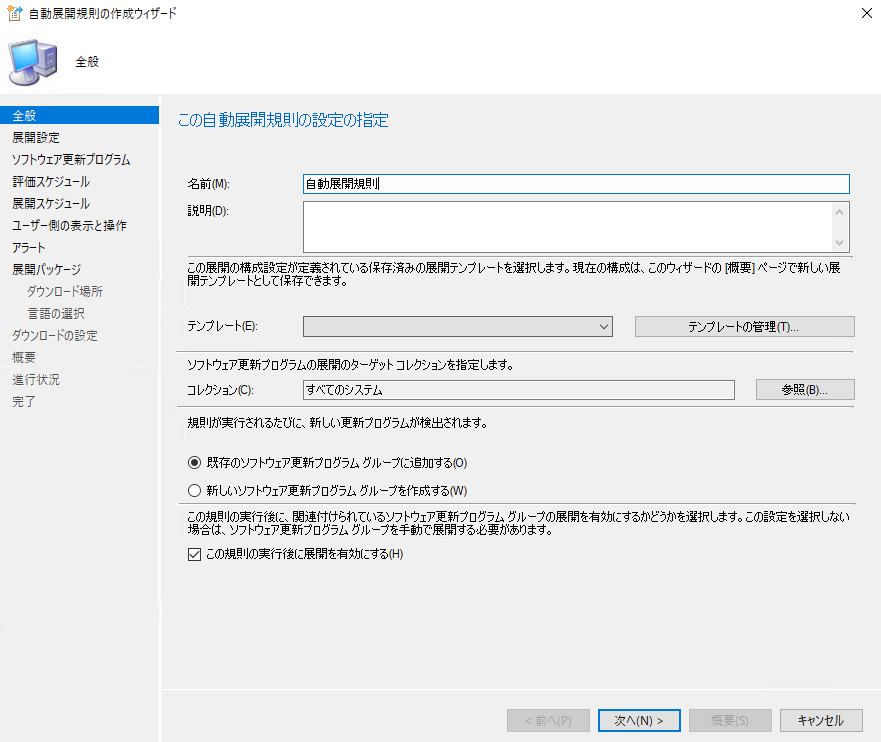 自動展開規則の作成ウィザード
全般
全般
展開設定
ソフトウェア更新プログラム
評価スケジュール
展開スケジュール
ユーザー側の表示と操作
アラート
展開パッケージ
ダウンロード場所
言語の選択
ダウンロードの設定
概要
進行状況
完了
この自動展開規則の設定の指定
名前(M):
自動展開規則
説明(D):
この展開の構成設定が定義されている保存済みの展開テンプレートを選択します。現在の構成は、このウィザードの [概要] ページで新しい展
開テンプレートとして保存できます。
テンプレート(E):
テンプレートの管理(T)...
ソフトウェア更新プログラムの展開のターゲット コレクションを指定します。
コレクション(C):
すべてのシステム
参照(B)...
規則が実行されるたびに、新しい更新プログラムが検出されます。
既存のソフトウェア更新プログラム グループに追加する(O)
新しいソフトウェア更新プログラム グループを作成する(W)
この規則の実行後に、関連付けられているソフトウェア更新プログラム グループの展開を有効にするかどうかを選択します。この設定を選択しない
場合は、ソフトウェア更新プログラム グループを手動で展開する必要があります。
この規則の実行後に展開を有効にする(H)
< 前へ(P)
次へ(N) >
概要(S)
キャンセル